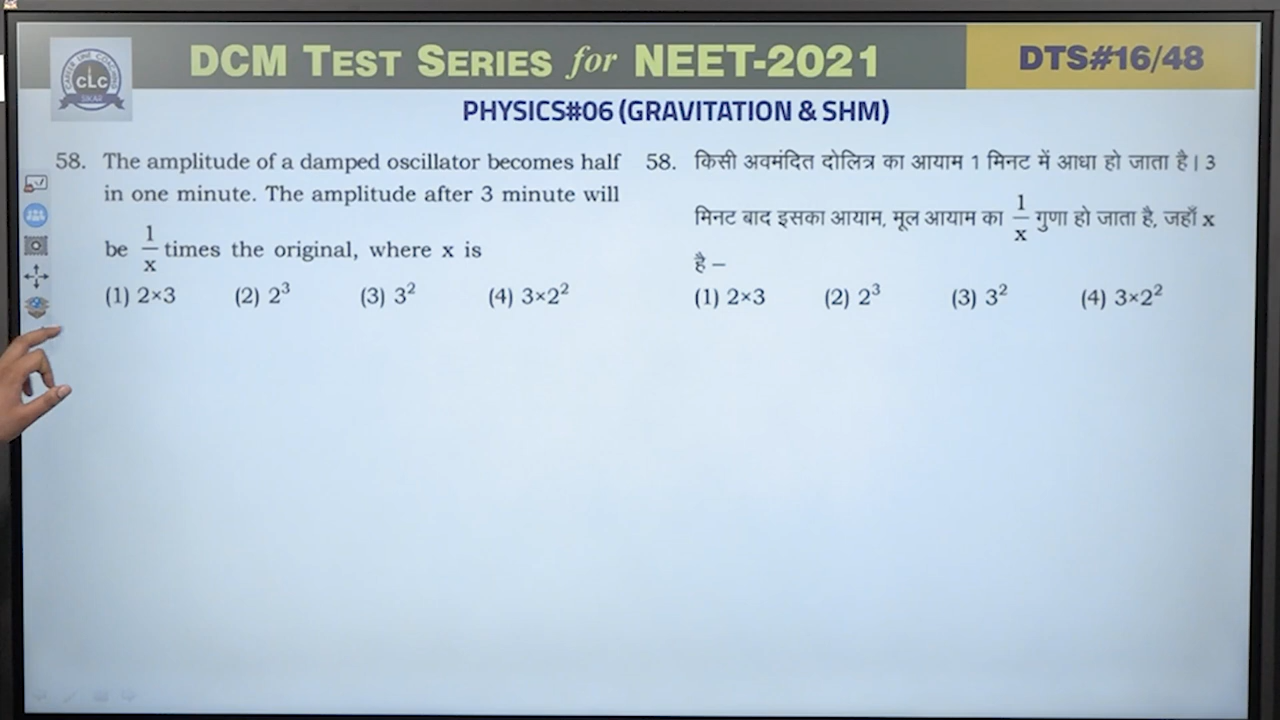 DCM TEST SERIES for NEET-2021
DTS#16/48
CLC
SIKAR
PHYSICS#06 (GRAVITATION & SHM)
58. The amplitude of a damped oscillator becomes half
in one minute. The amplitude after 3 minute will
be 1/x times the original, where x is
(1) 2×3 (2) 2³ (3) 3² (4) 3×2²
58. किसी अवमंदित दोलित्र का आयाम 1 मिनट में आधा हो जाता है। 3
मिनट बाद इसका आयाम, मूल आयाम का 1/x गुणा हो जाता है, जहाँ x
है –
(1) 2×3 (2) 2³ (3) 3² (4) 3×2²